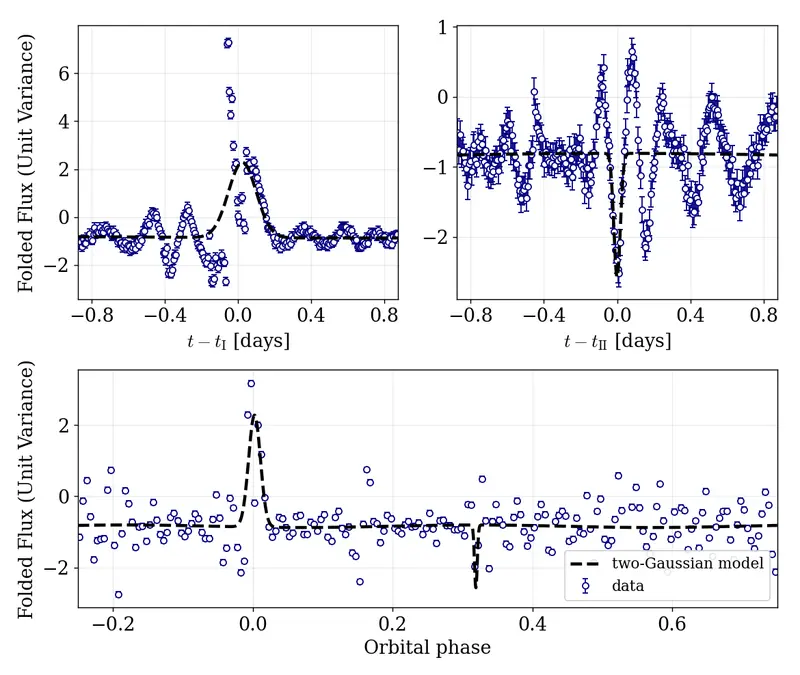 Folded Flux (Unit Variance)
6
4
2
0
−2
−0.8 −0.4 0.0 0.4 0.8
t − tI [days]
1
0
−1
−2
−0.8 −0.4 0.0 0.4 0.8
t − tII [days]
Folded Flux (Unit Variance)
2
0
−2
−0.2 0.0 0.2 0.4 0.6
Orbital phase
two-Gaussian model
data